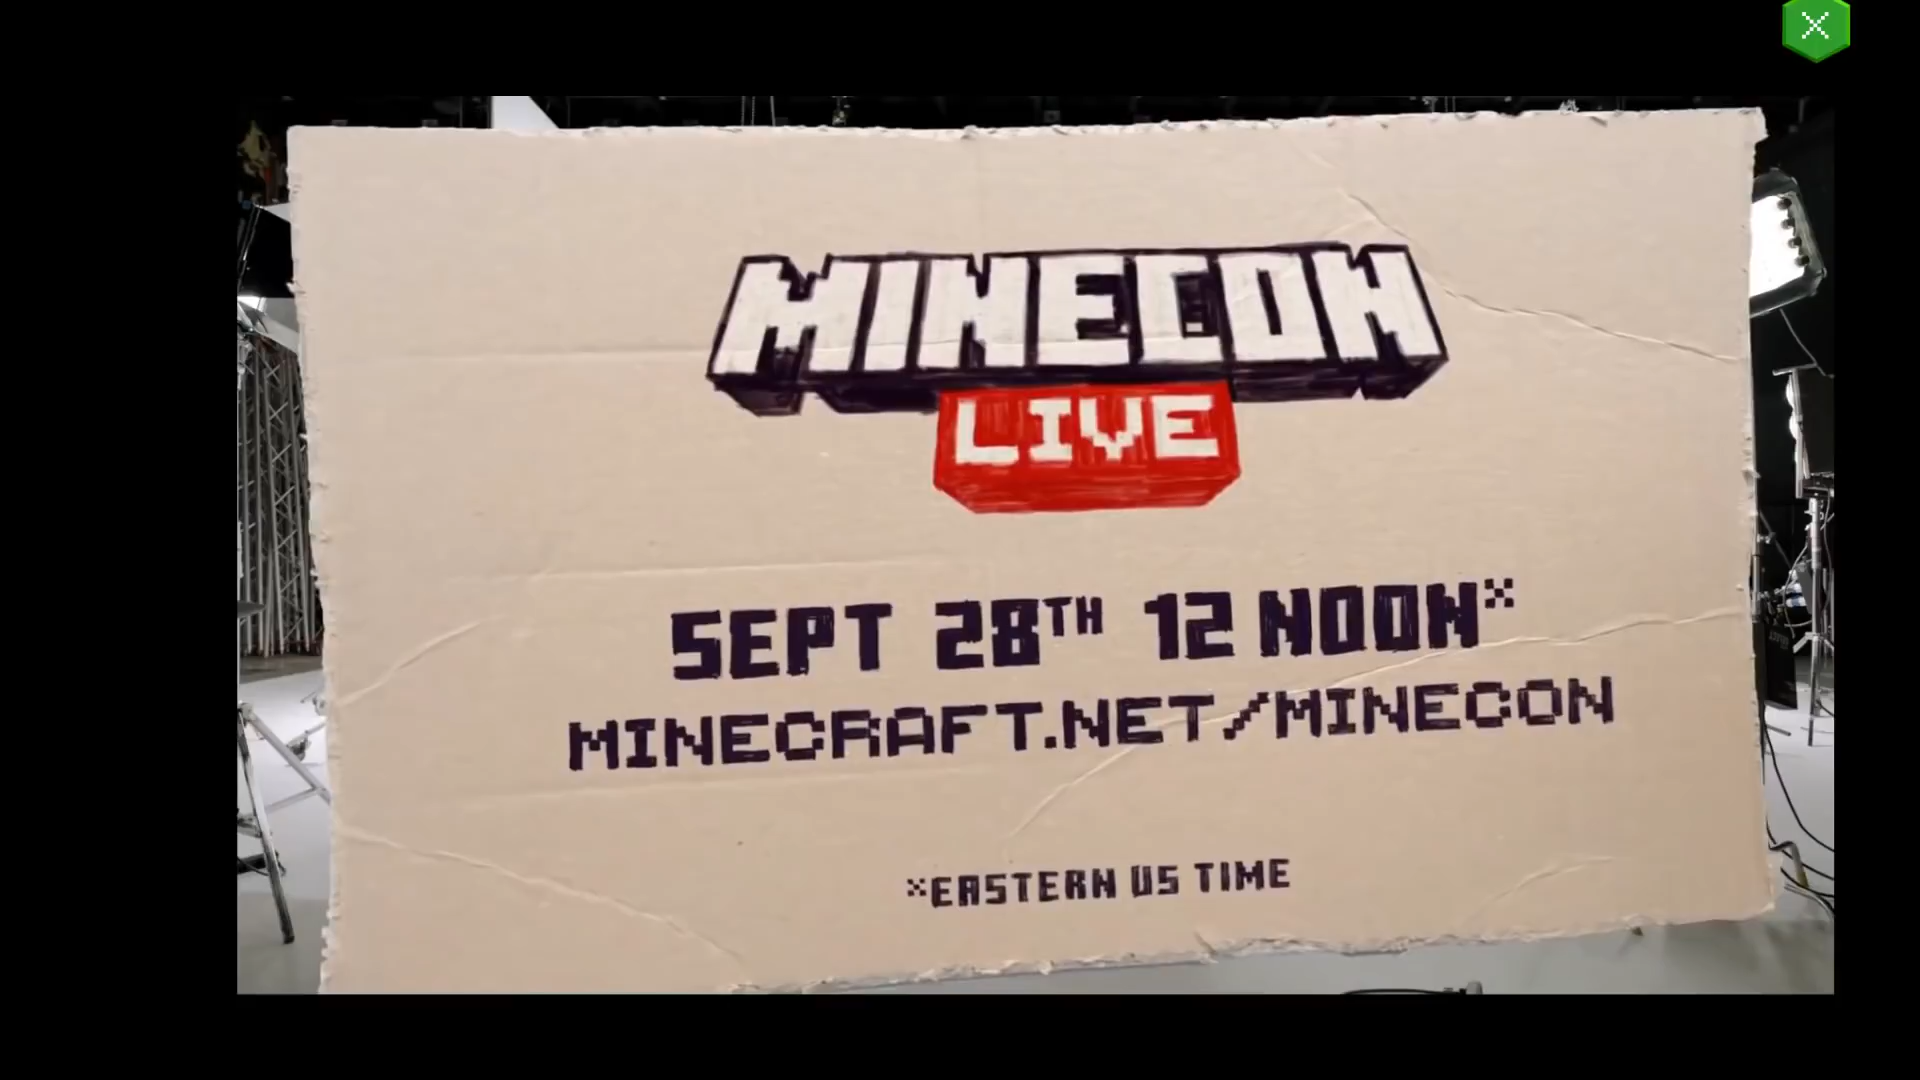 MINECON
LIVE
SEPT 28TH 12 NOON*
MINECRAFT.NET/MINECON
*EASTERN US TIME